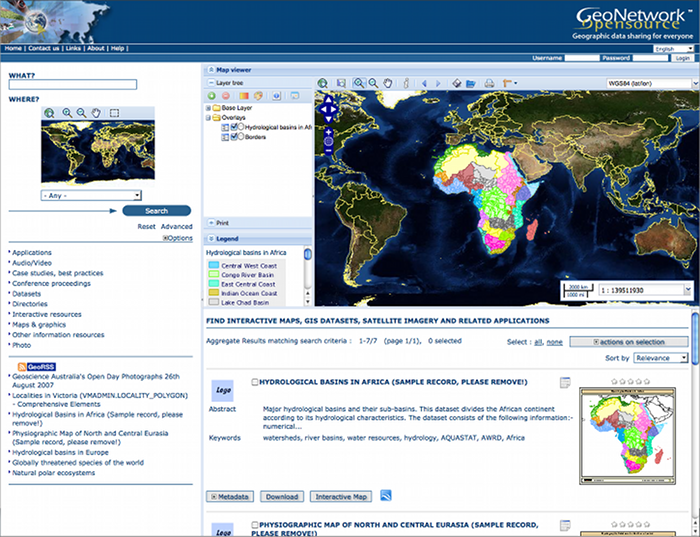 GeoNetwork™
Opensource
Geographic data sharing for everyone
Home | Contact us | Links | About | Help |
English
Username
Password
Login
WHAT?
WHERE?
- Any -
Search
Reset Advanced
Options
Applications
Audio/Video
Case studies, best practices
Conference proceedings
Datasets
Directories
Interactive resources
Maps & graphics
Other information resources
Photo
GeoRSS
Geoscience Australia's Open Day Photographs 26th
August 2007
Localities in Victoria (VMADMIN.LOCALITY_POLYGON)
- Comprehensive Elements
Hydrological Basins in Africa (Sample record, please
remove!)
Physiographic Map of North and Central Eurasia
(Sample record, please remove!)
Hydrological basins in Europe
Globally threatened species of the world
Natural polar ecosystems
Map viewer
Layer tree
Base Layer
Overlays
Hydrological basins in Af
Borders
Print
Legend
Hydrological basins in Africa
Central West Coast
Congo River Basin
East Central Coast
Indian Ocean Coast
Lake Chad Basin
WGS84 (lat/lon)
2000 km
1000 mi
1 : 139511930
FIND INTERACTIVE MAPS, GIS DATASETS, SATELLITE IMAGERY AND RELATED APPLICATIONS
Aggregate Results matching search criteria : 1-7/7 (page 1/1), 0 selected
Select : all, none
actions on selection
Sort by Relevance
Logo
HYDROLOGICAL BASINS IN AFRICA (SAMPLE RECORD, PLEASE REMOVE!)
Abstract
Major hydrological basins and their sub-basins. This dataset divides the African continent
according to its hydrological characteristics. The dataset consists of the following information:-
numerical...
Keywords
watersheds, river basins, water resources, hydrology, AQUASTAT, AWRD, Africa
Metadata
Download
Interactive Map
Logo
PHYSIOGRAPHIC MAP OF NORTH AND CENTRAL EURASIA (SAMPLE RECORD,
PLEASE REMOVE!)